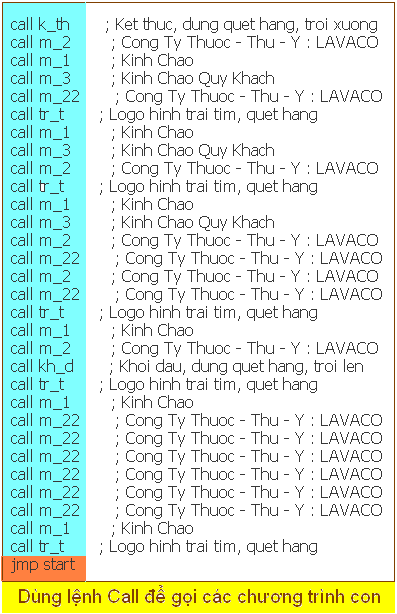 call k_th ; Ket thuc, dung quet hang, troi xuong
call m_2 ; Cong Ty Thuoc - Thu - Y : LAVACO
call m_1 ; Kinh Chao
call m_3 ; Kinh Chao Quy Khach
call m_22 ; Cong Ty Thuoc - Thu - Y : LAVACO
call tr_t ; Logo hinh trai tim, quet hang
call m_1 ; Kinh Chao
call m_3 ; Kinh Chao Quy Khach
call m_2 ; Cong Ty Thuoc - Thu - Y : LAVACO
call tr_t ; Logo hinh trai tim, quet hang
call m_1 ; Kinh Chao
call m_3 ; Kinh Chao Quy Khach
call m_2 ; Cong Ty Thuoc - Thu - Y : LAVACO
call m_22 ; Cong Ty Thuoc - Thu - Y : LAVACO
call m_2 ; Cong Ty Thuoc - Thu - Y : LAVACO
call m_22 ; Cong Ty Thuoc - Thu - Y : LAVACO
call tr_t ; Logo hinh trai tim, quet hang
call m_1 ; Kinh Chao
call m_2 ; Cong Ty Thuoc - Thu - Y : LAVACO
call kh_d ; Khoi dau, dung quet hang, troi len
call tr_t ; Logo hinh trai tim, quet hang
call m_1 ; Kinh Chao
call m_22 ; Cong Ty Thuoc - Thu - Y : LAVACO
call m_22 ; Cong Ty Thuoc - Thu - Y : LAVACO
call m_22 ; Cong Ty Thuoc - Thu - Y : LAVACO
call m_22 ; Cong Ty Thuoc - Thu - Y : LAVACO
call m_22 ; Cong Ty Thuoc - Thu - Y : LAVACO
call m_22 ; Cong Ty Thuoc - Thu - Y : LAVACO
call m_1 ; Kinh Chao
call tr_t ; Logo hinh trai tim, quet hang
jmp start
Dùng lệnh Call để gọi các chương trình con